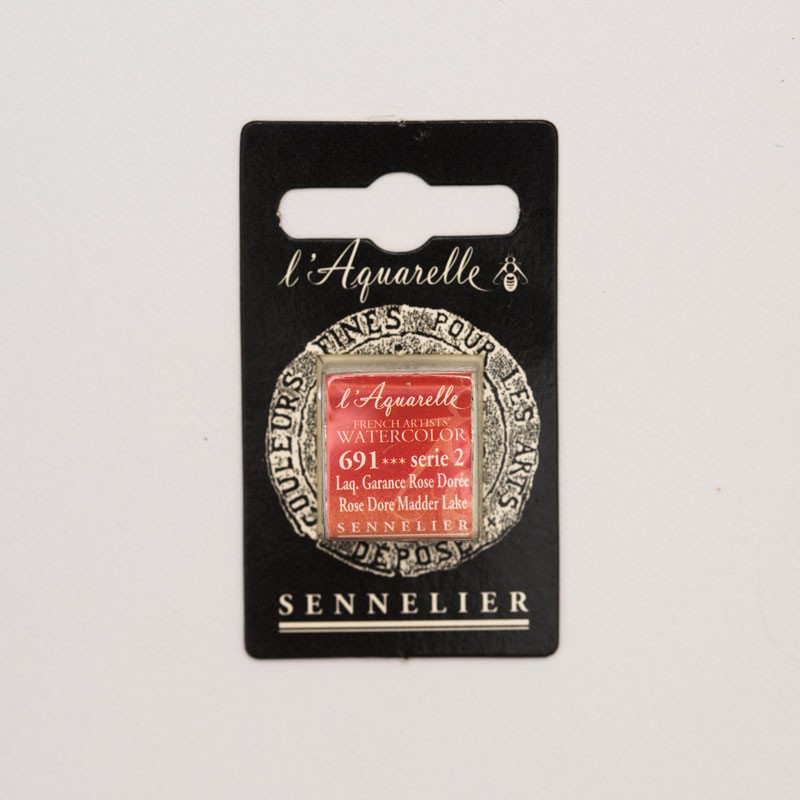 l'Aquarelle
COULEURS FINES POUR LES ARTS
DÉPOSÉ
l'Aquarelle
FRENCH ARTISTS'
WATERCOLOR
691*** serie 2
Laq. Garance Rose Dorée
Rose Dore Madder Lake
SENNELIER
SENNELIER